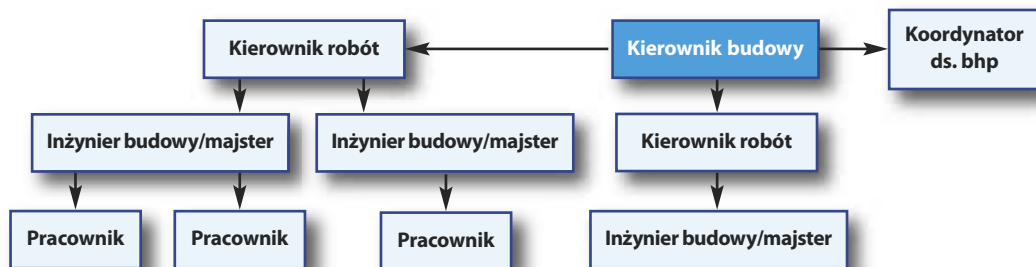 Kierownik robót
Kierownik budowy
Koordynator
ds. bhp
Inżynier budowy/majster
Inżynier budowy/majster
Kierownik robót
Pracownik
Pracownik
Pracownik
Inżynier budowy/majster